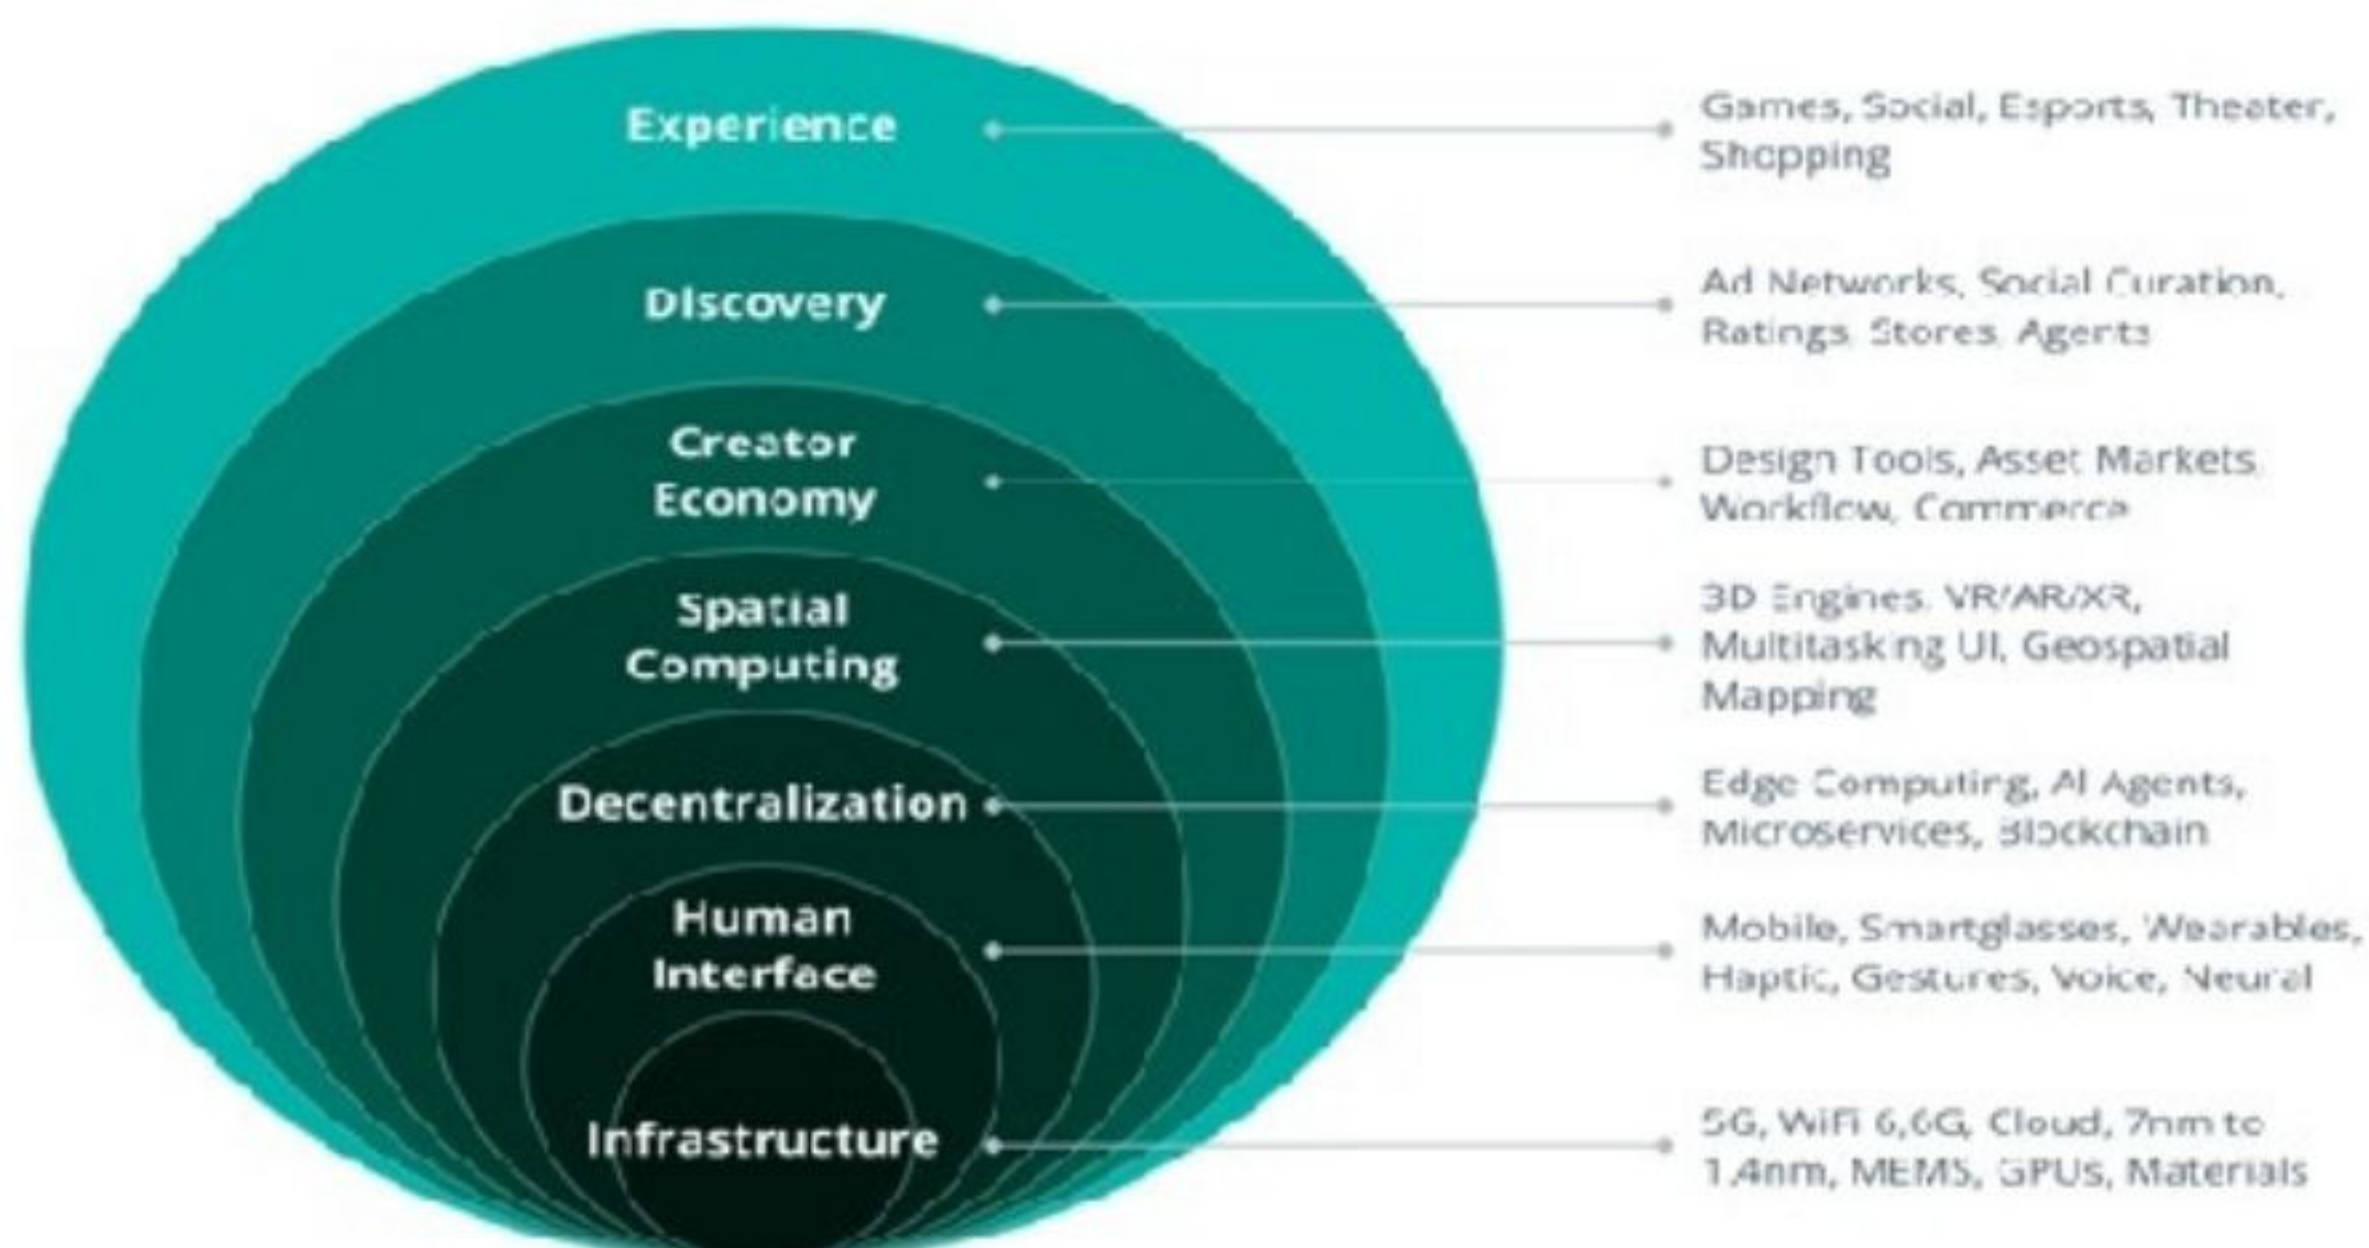 Experience
Games, Social, Esports, Theater,
Shopping
Discovery
Ad Networks, Social Curation,
Ratings, Stores, Agents
Creator
Economy
Design Tools, Asset Markets,
Workflow, Commerce
Spatial
Computing
3D Engines, VR/AR/XR,
Multitasking UI, Geospatial
Mapping
Decentralization
Edge Computing, AI Agents,
Microservices, Blockchain
Human
Interface
Mobile, Smartglasses, Wearables,
Haptic, Gestures, Voice, Neural
Infrastructure
5G, WiFi 6,6G, Cloud, 7nm to
1.4nm, MEMS, GPUs, Materials